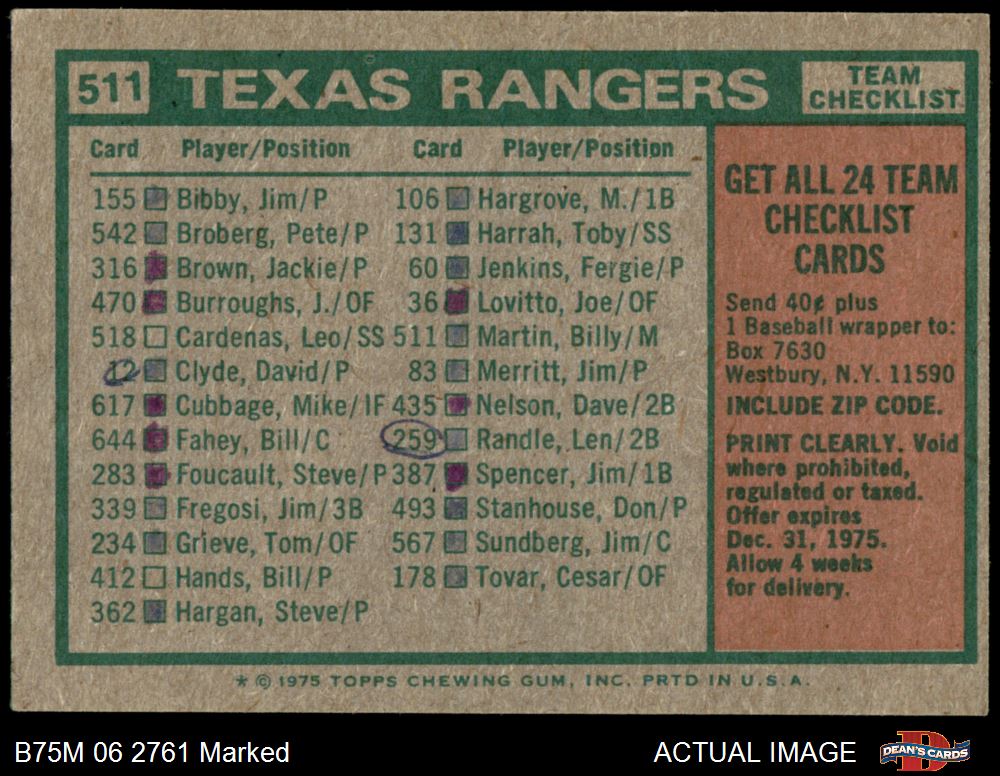 511 TEXAS RANGERS TEAM CHECKLIST
Card Player/Position Card Player/Position
155 Bibby, Jim/P 106 Hargrove, M./1B
542 Broberg, Pete/P 131 Harrah, Toby/SS
316 Brown, Jackie/P 60 Jenkins, Fergie/P
470 Burroughs, J./OF 36 Lovitto, Joe/OF
518 Cardenas, Leo/SS 511 Martin, Billy/M
12 Clyde, David/P 83 Merritt, Jim/P
617 Cubbage, Mike/IF 435 Nelson, Dave/2B
644 Fahey, Bill/C 259 Randle, Len/2B
283 Foucault, Steve/P 387 Spencer, Jim/1B
339 Fregosi, Jim/3B 493 Stanhouse, Don/P
234 Grieve, Tom/OF 567 Sundberg, Jim/C
412 Hands, Bill/P 178 Tovar, Cesar/OF
362 Hargan, Steve/P
GET ALL 24 TEAM
CHECKLIST
CARDS
Send 40¢ plus
1 Baseball wrapper to:
Box 7630
Westbury, N.Y. 11590
INCLUDE ZIP CODE.
PRINT CLEARLY. Void
where prohibited,
regulated or taxed.
Offer expires
Dec. 31, 1975.
Allow 4 weeks
for delivery.
* © 1975 TOPPS CHEWING GUM, INC. PRTD IN U.S.A.
B75M 06 2761 Marked ACTUAL IMAGE DEAN'S CARDS